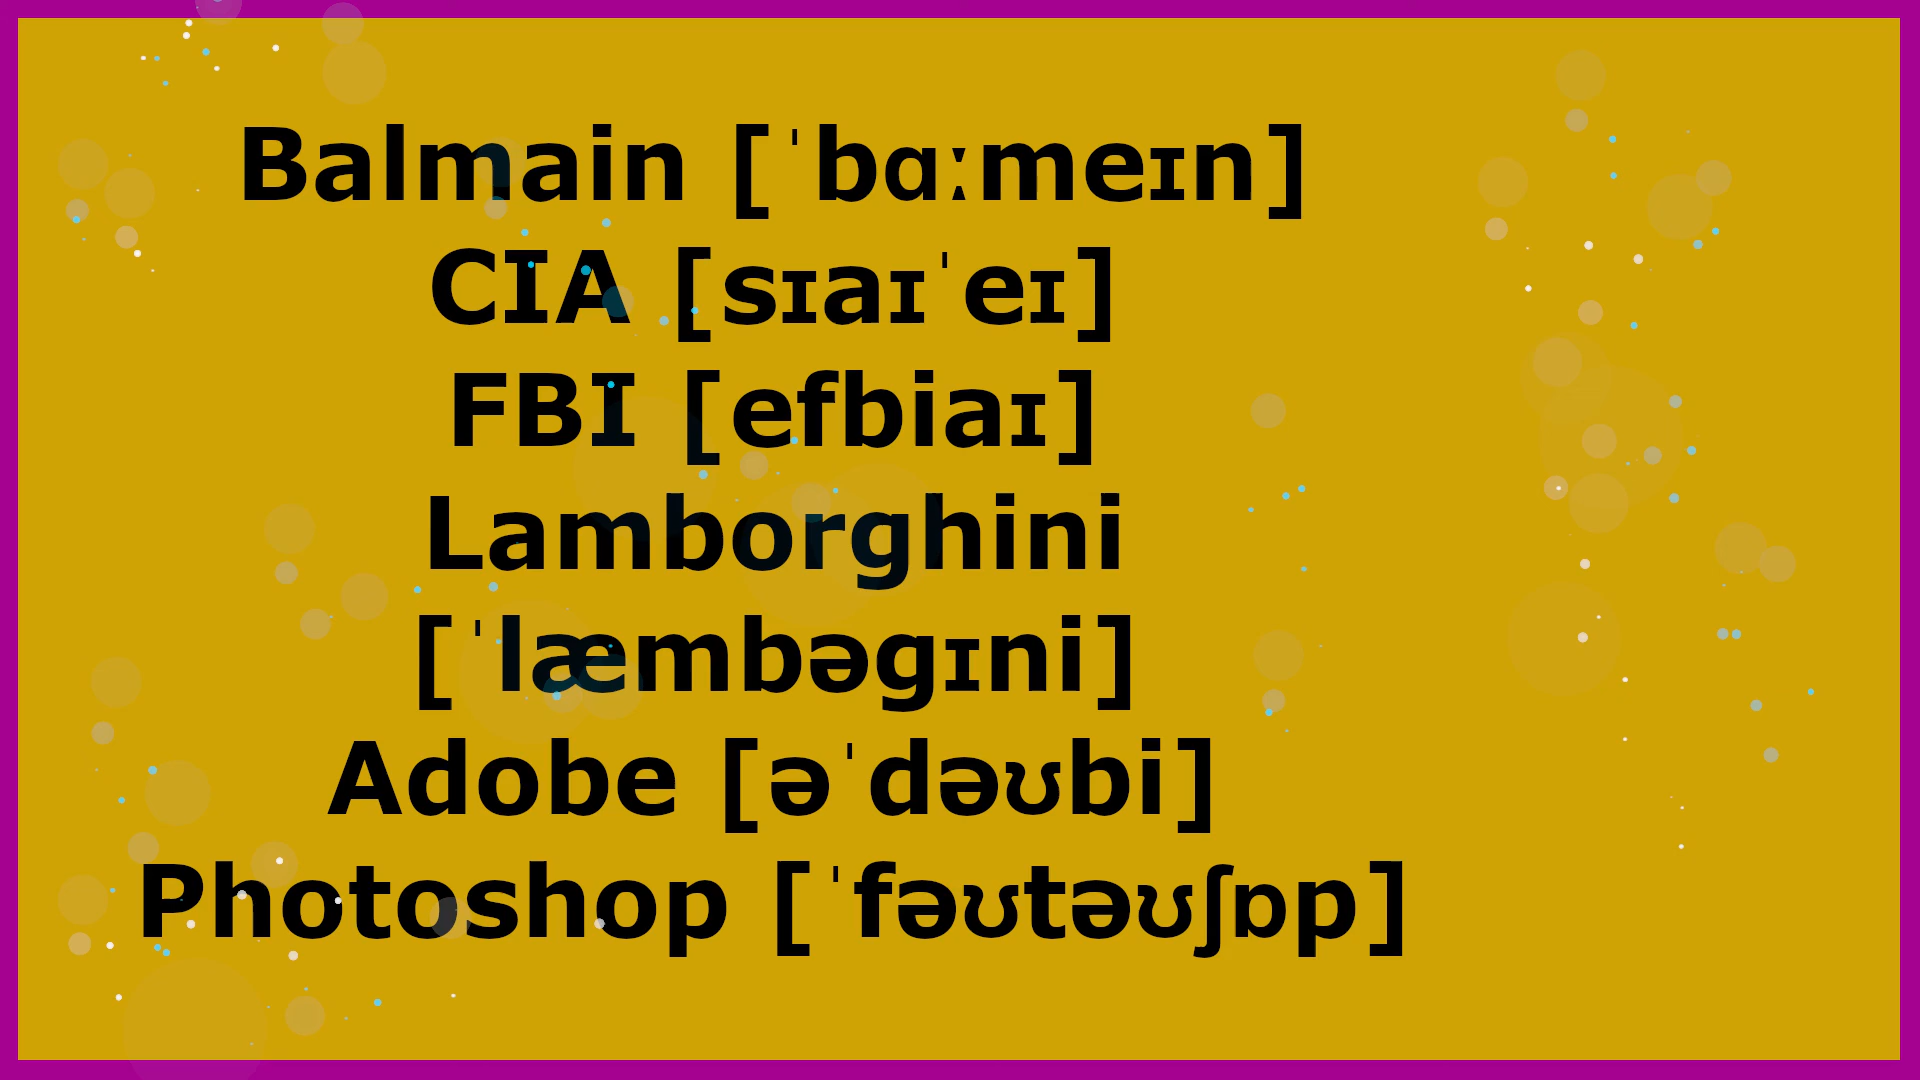 Balmain [ˈbɑːmeɪn]
CIA [sɪaɪˈeɪ]
FBI [efbiaɪ]
Lamborghini
[ˈlæmbəgɪni]
Adobe [əˈdəʊbi]
Photoshop [ˈfəʊtəʊʃɒp]